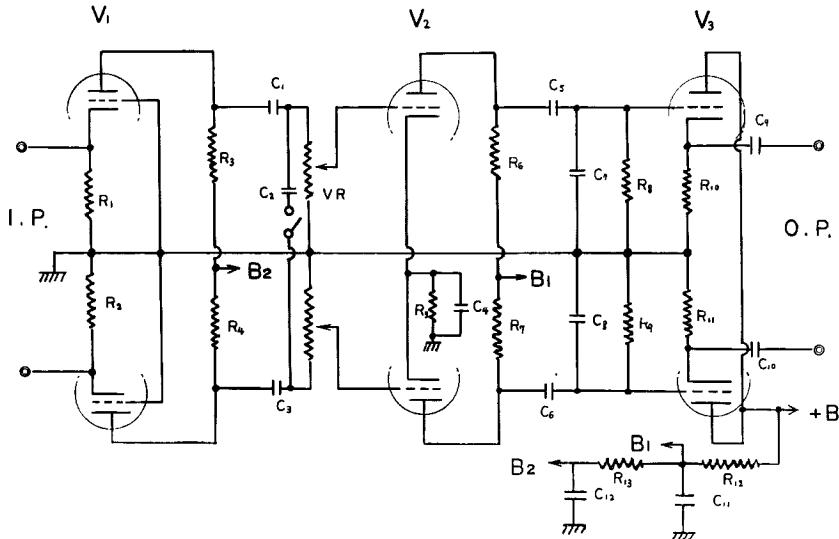 V1 V2 V3
C1 C5 C9
R3 R6 R8 R10
C2 VR C7
R1
I.P. O.P.
B2 B1
R2 R5 C4 R7 C8 R9 R11
R4
C3 C6 C10
+B
B1
B2 R13 R12
C12 C11